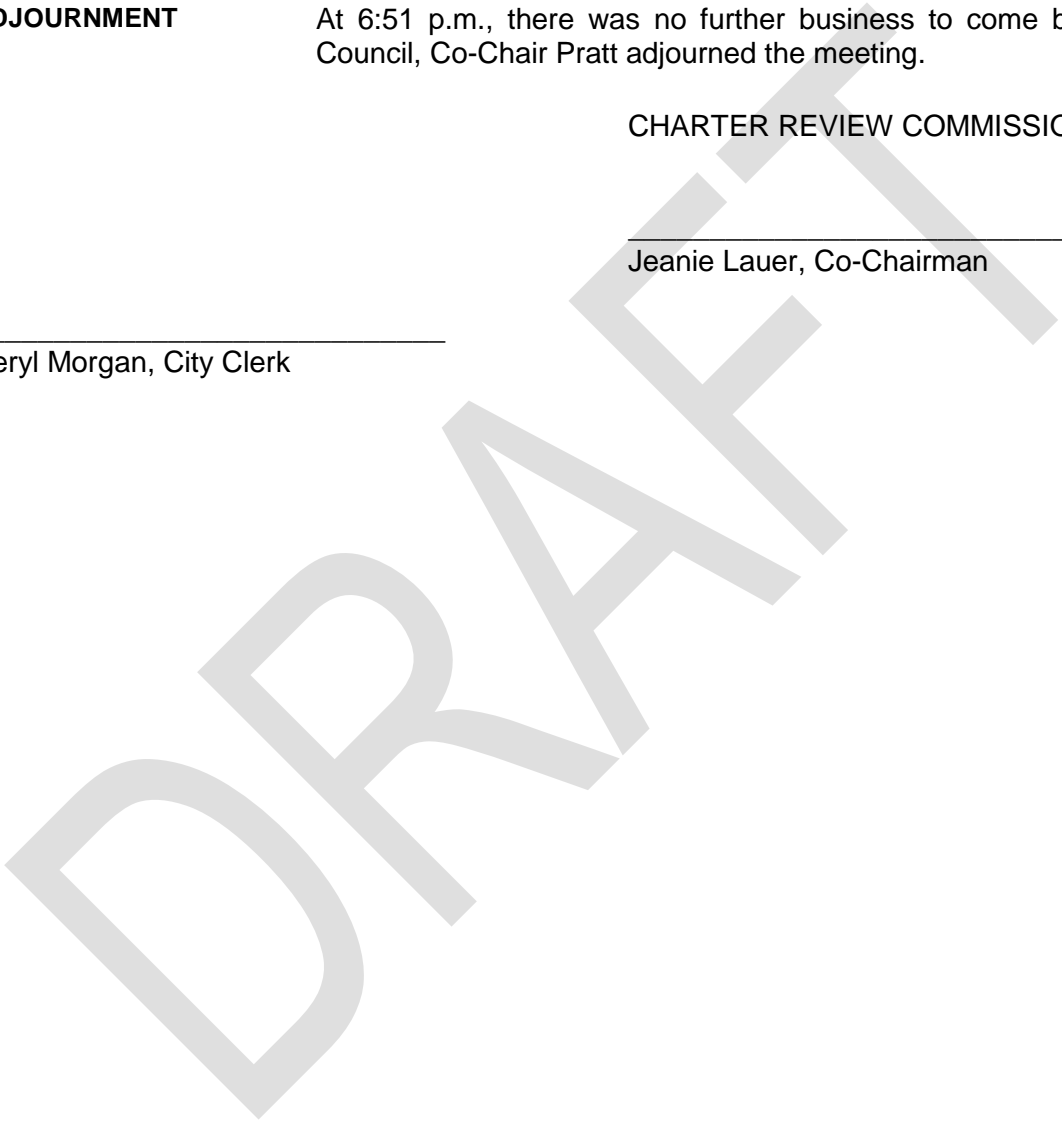 DJOURNMENT
At 6:51 p.m., there was no further business to come b
Council, Co-Chair Pratt adjourned the meeting.
CHARTER REVIEW COMMISSIO
Jeanie Lauer, Co-Chairman
eryl Morgan, City Clerk
DRAFT